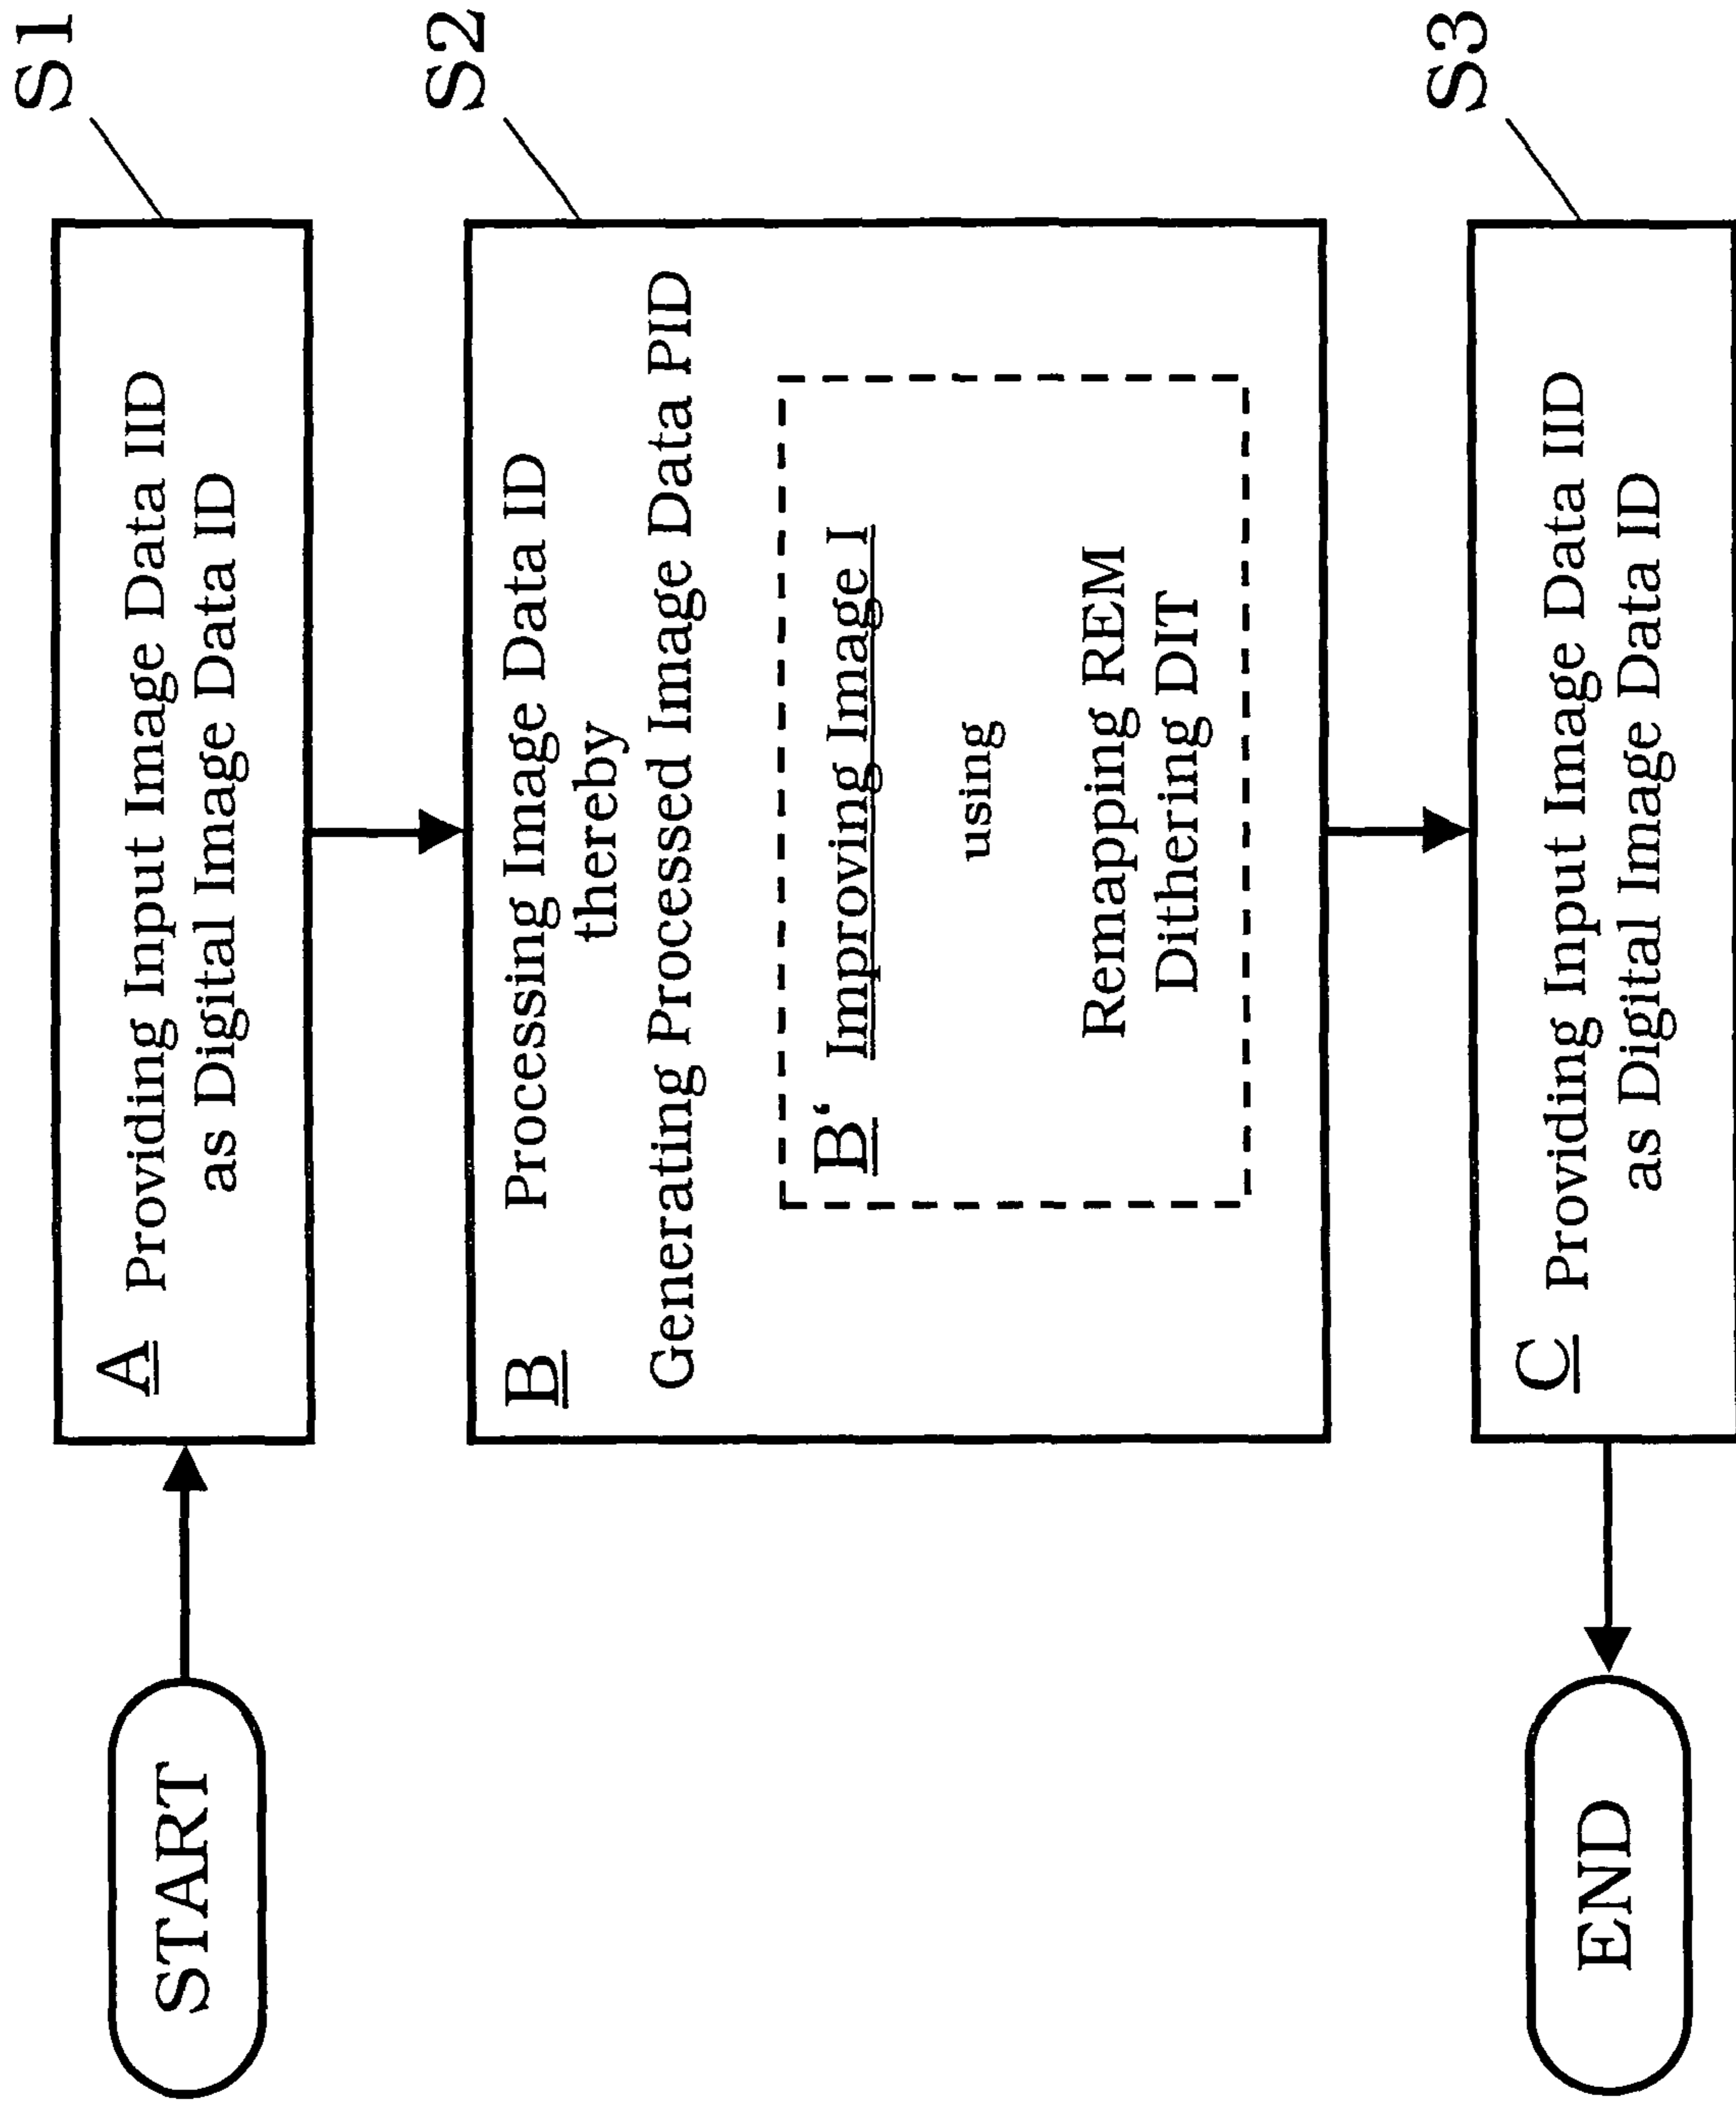 START
A Providing Input Image Data IID
as Digital Image Data ID
S1
B Processing Image Data ID
thereby
Generating Processed Image Data PID
S2
B‘ Improving Image I
using
Remapping REM
Dithering DIT
C Providing Input Image Data IID
as Digital Image Data ID
S3
END